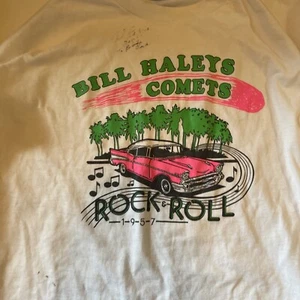 BILL HALEYS
COMETS
ROCK & ROLL
1957